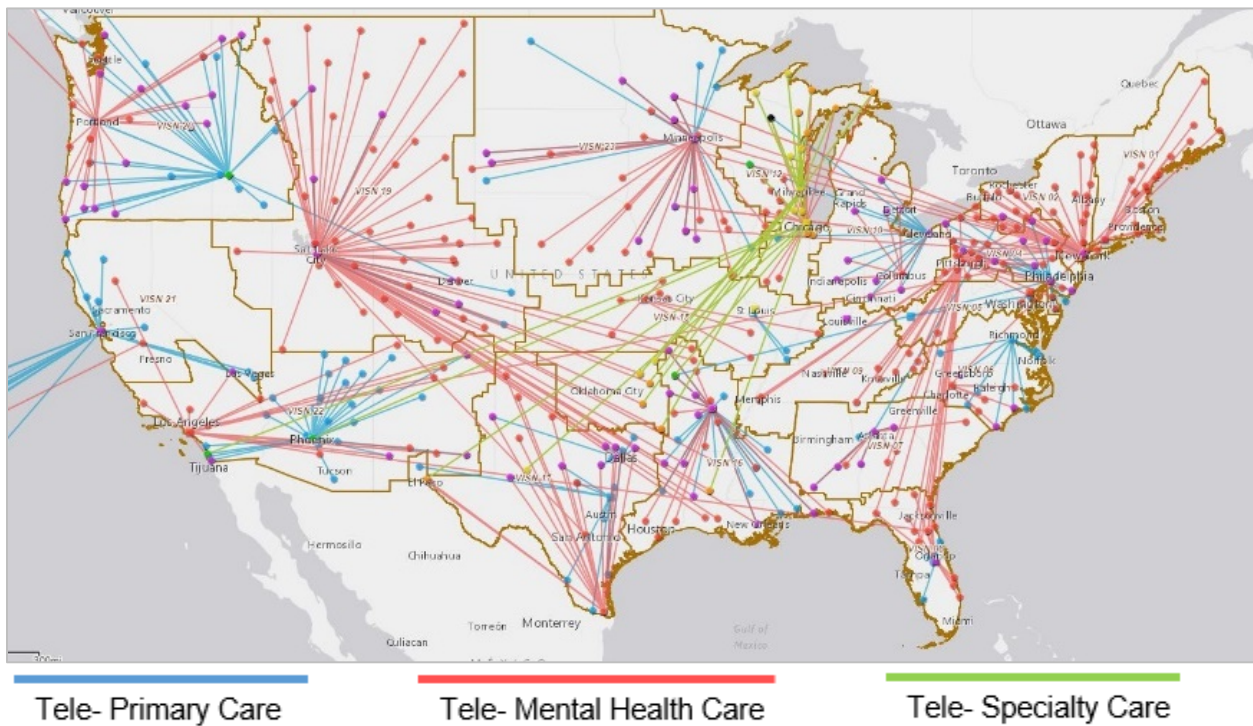 Vancouver
Seattle
Quebec
Portland
VISN 20
Ottawa
Minneapolis
VISN 23
VISN 01
Toronto
VISN 12
VISN 19
Milwaukee
Grand
Rapids
Rochester
Buffalo
VISN 02
Albany
Boston
Detroit
Providence
Salt Lake
City
Chicago
VISN 10
Cleveland
New York
Pittsburgh
VISN 04
UNITED STATES
Denver
Indianapolis
Columbus
Philadelphia
VISN 21
Sacramento
Kansas City
Cincinnati
Washington
VISN 05
San Francisco
VISN 15
St Louis
Louisville
Richmond
Fresno
Norfolk
Las Vegas
Nashville
VISN 09
Knoxville
Greensboro
VISN 06
Raleigh
Oklahoma City
Memphis
Charlotte
VISN 22
Greenville
Los Angeles
Phoenix
Birmingham
Atlanta
VISN 07
Tijuana
Tucson
Dallas
VISN 16
VISN 17
El Paso
Austin
New Orleans
Jacksonville
Houston
San Antonio
Hermosillo
Chihuahua
VISN 08
Orlando
Tampa
Torreón
Monterrey
Miami
Gulf of
Mexico
Culiacan
300mi
Tele- Primary Care
Tele- Mental Health Care
Tele- Specialty Care